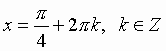 x = π/4 + 2πk, k ∈ Z